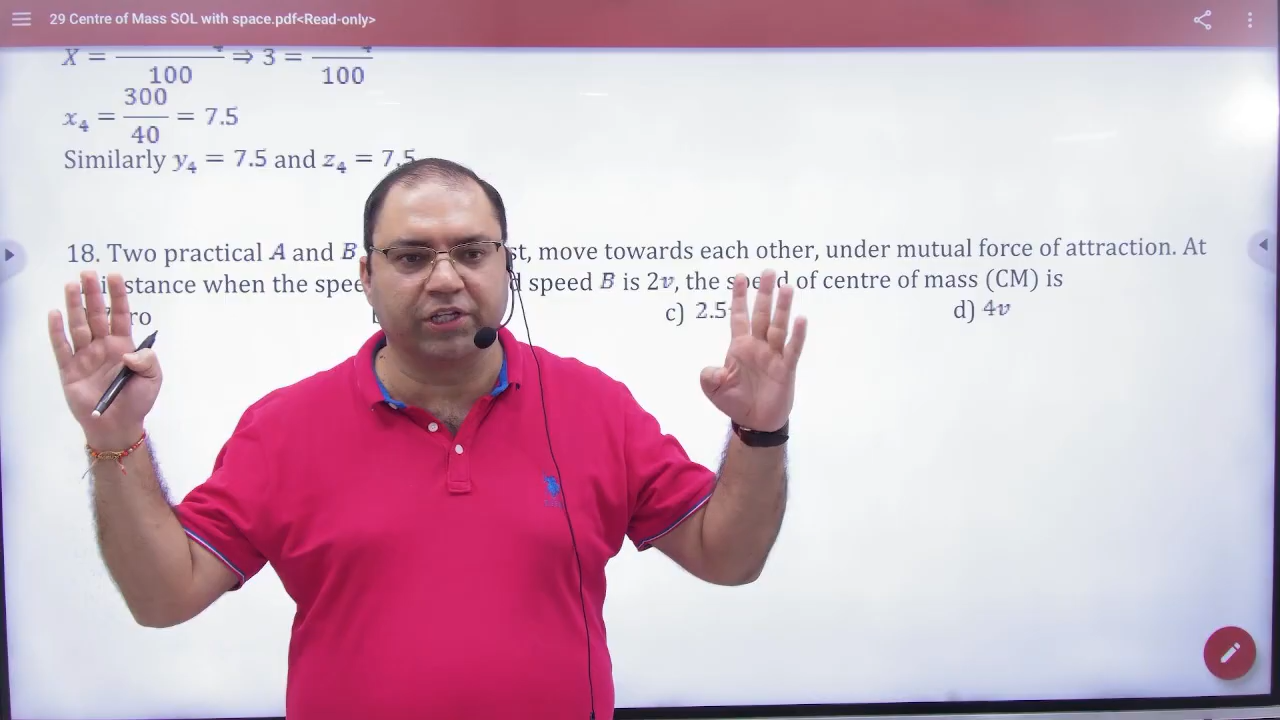 29 Centre of Mass SOL with space.pdf<Read-only>
X = ⇒ 3 =
100 100
x₄ = 300/40 = 7.5
Similarly y₄ = 7.5 and z₄ = 7.5
18. Two practical A and B st, move towards each other, under mutual force of attraction. At
istance when the spee d speed B is 2v, the speed of centre of mass (CM) is
ro c) 2.5 d) 4v